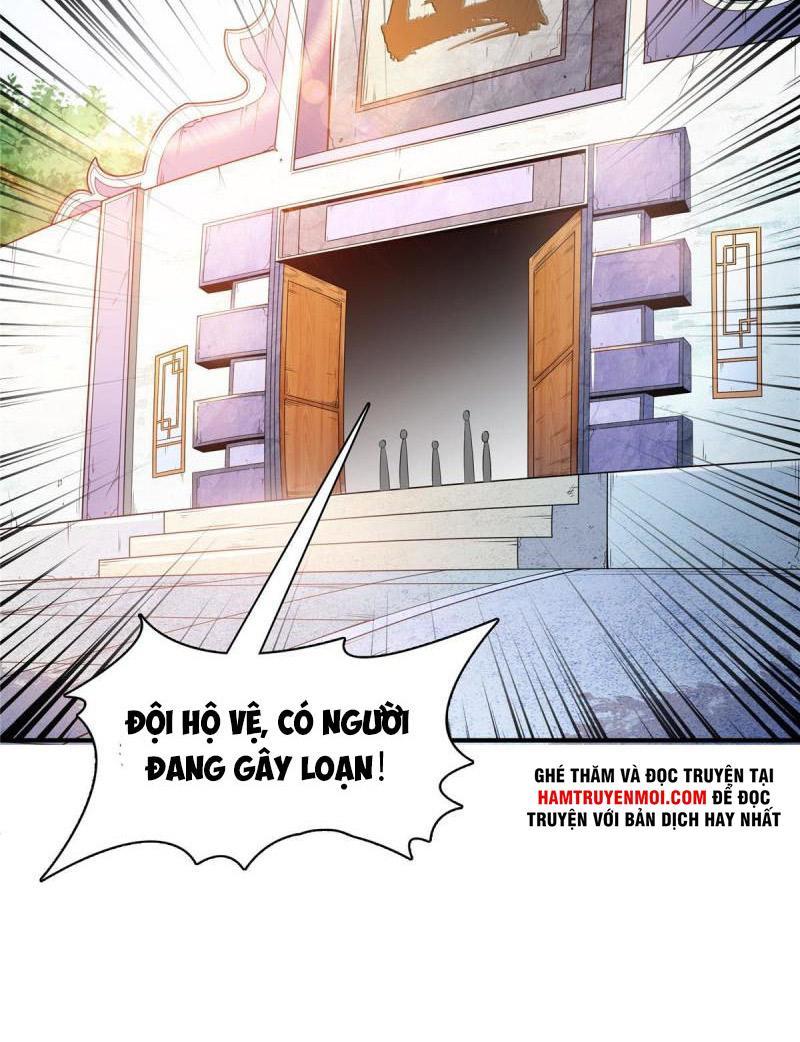 ĐỘI HỘ VỆ, CÓ NGƯỜI
ĐANG GÂY LOẠN!
GHÉ THĂM VÀ ĐỌC TRUYỆN TẠI
HAMTRUYENMOI.COM ĐỂ ĐỌC
TRUYỆN VỚI BẢN DỊCH HAY NHẤT